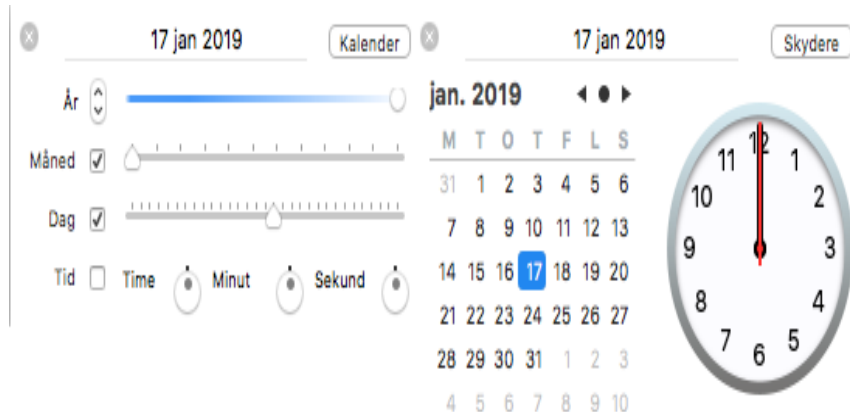 17 jan 2019 Kalender
År
Måned
Dag
Tid Time Minut Sekund
17 jan 2019 Skydere
jan. 2019
M T O T F L S
31 1 2 3 4 5 6
7 8 9 10 11 12 13
14 15 16 17 18 19 20
21 22 23 24 25 26 27
28 29 30 31 1 2 3
4 5 6 7 8 9 10
12
11 1
10 2
9 3
8 4
7 5
6